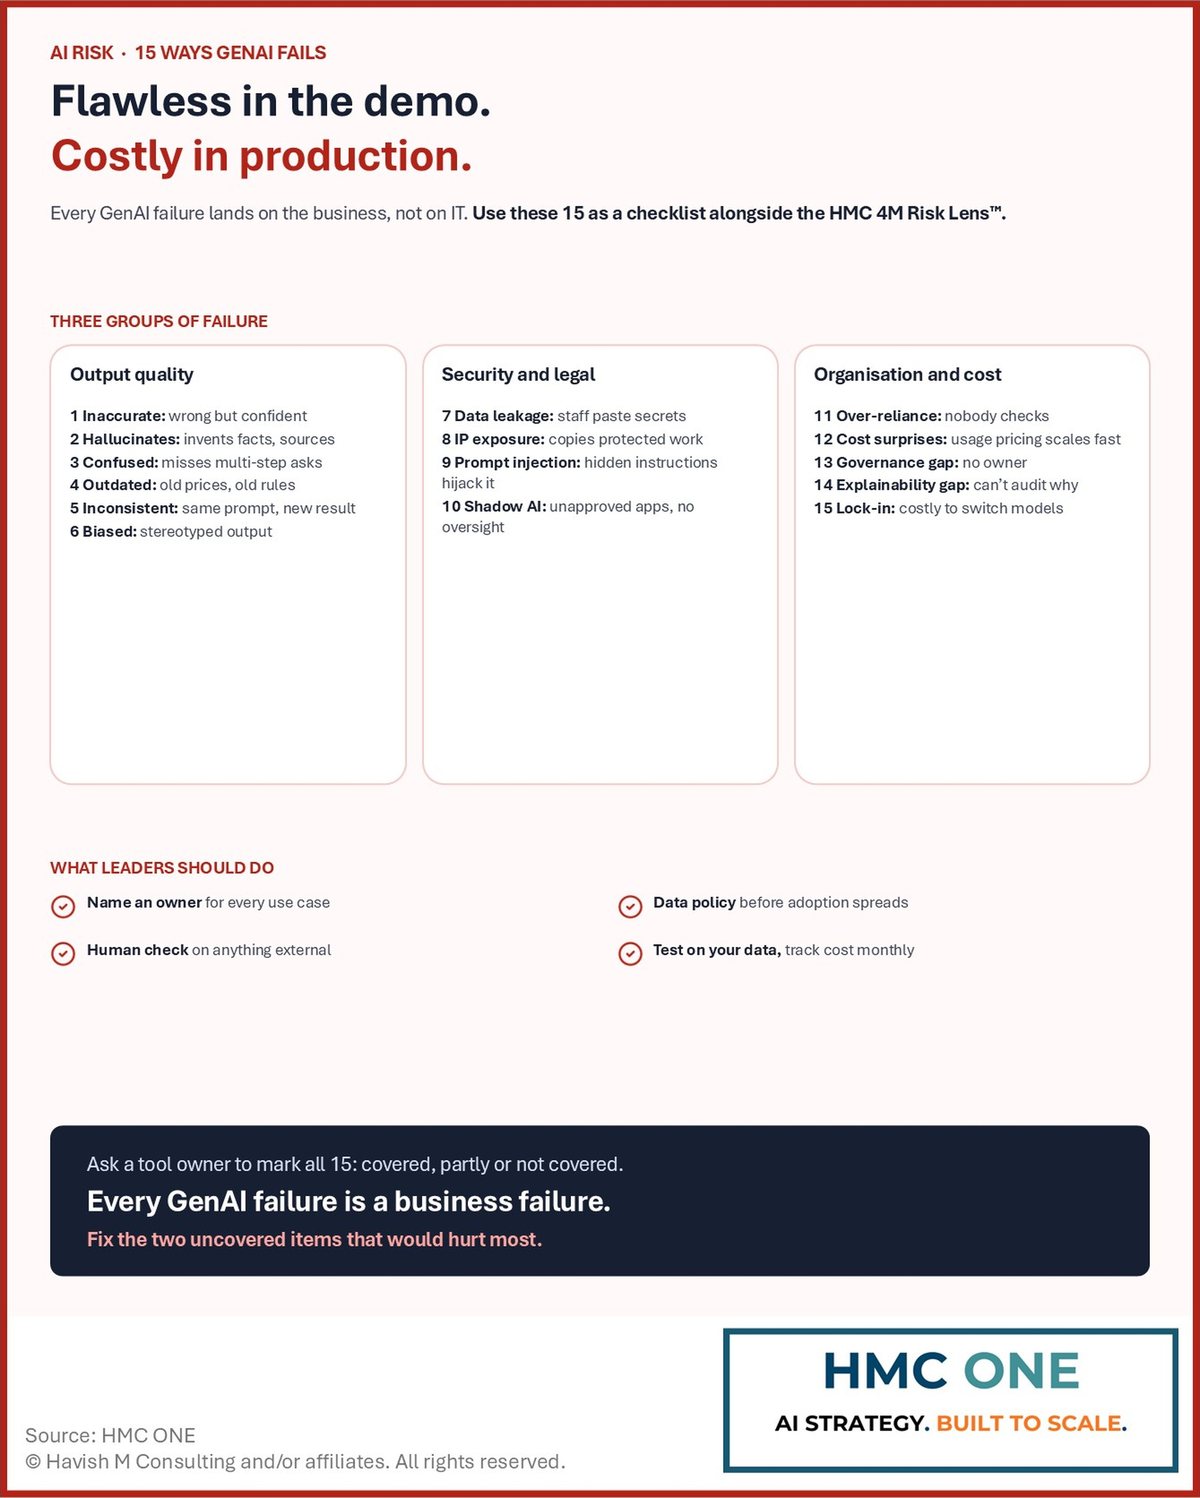 AI RISK · 15 WAYS GENAI FAILS
Flawless in the demo.
Costly in production.
Every GenAI failure lands on the business, not on IT. Use these 15 as a checklist alongside the HMC 4M Risk Lens™.
THREE GROUPS OF FAILURE
Output quality
1 Inaccurate: wrong but confident
2 Hallucinates: invents facts, sources
3 Confused: misses multi-step asks
4 Outdated: old prices, old rules
5 Inconsistent: same prompt, new result
6 Biased: stereotyped output
Security and legal
7 Data leakage: staff paste secrets
8 IP exposure: copies protected work
9 Prompt injection: hidden instructions
hijack it
10 Shadow AI: unapproved apps, no
oversight
Organisation and cost
11 Over-reliance: nobody checks
12 Cost surprises: usage pricing scales fast
13 Governance gap: no owner
14 Explainability gap: can't audit why
15 Lock-in: costly to switch models
WHAT LEADERS SHOULD DO
Name an owner for every use case
Data policy before adoption spreads
Human check on anything external
Test on your data, track cost monthly
Ask a tool owner to mark all 15: covered, partly or not covered.
Every GenAI failure is a business failure.
Fix the two uncovered items that would hurt most.
HMC ONE
AI STRATEGY. BUILT TO SCALE.
Source: HMC ONE
© Havish M Consulting and/or affiliates. All rights reserved.